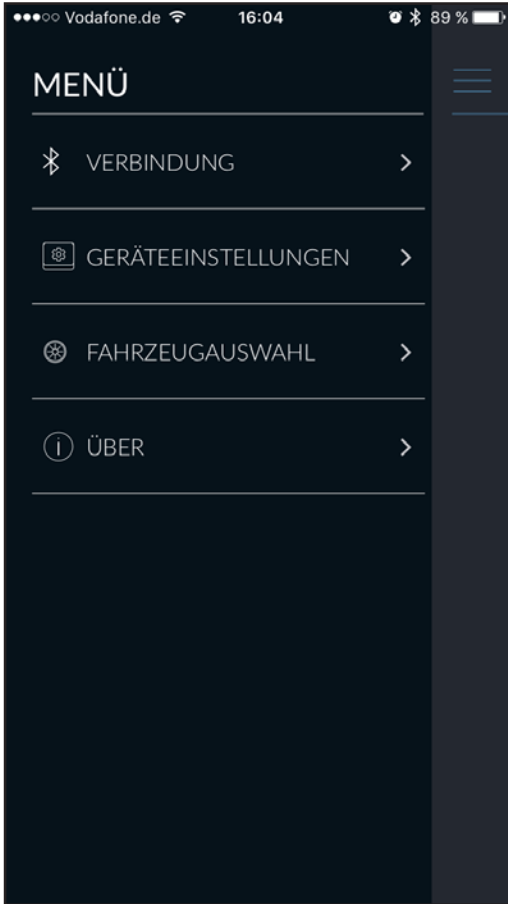 Vodafone.de 16:04 89 %
MENÜ
VERBINDUNG
GERÄTEEINSTELLUNGEN
FAHRZEUGAUSWAHL
ÜBER